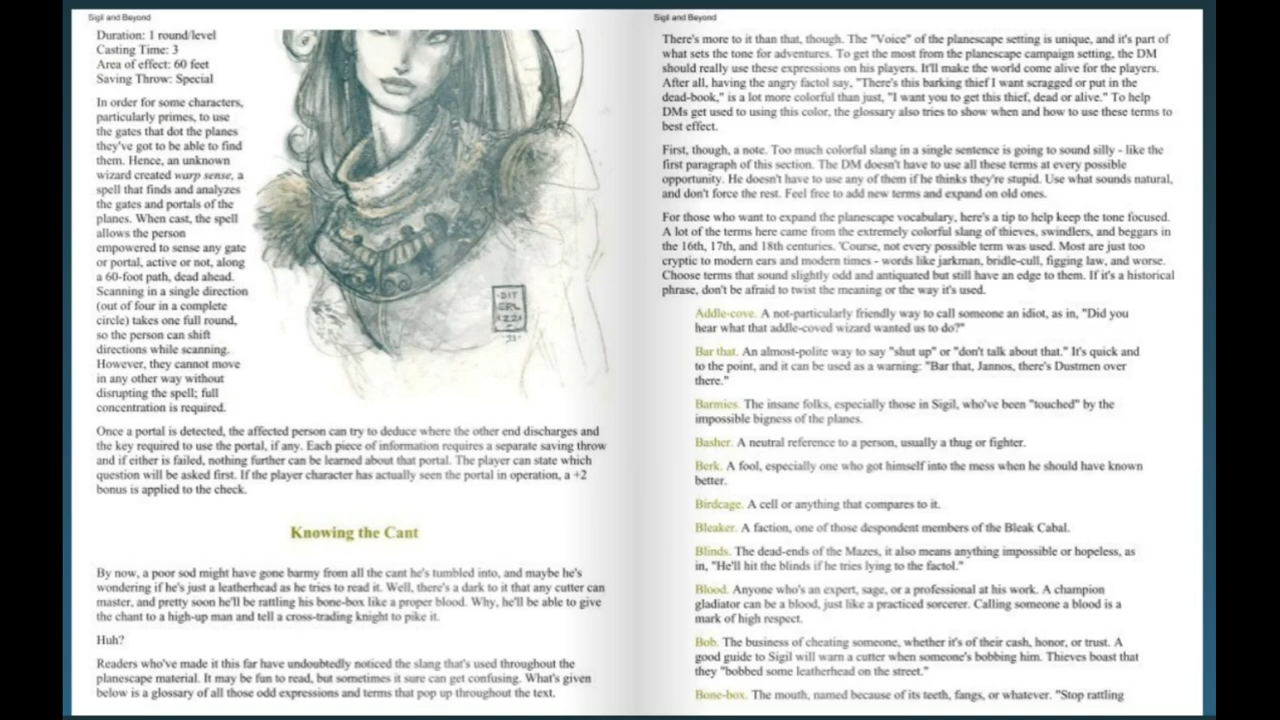 Sigil and Beyond
Duration: 1 round/level
Casting Time: 3
Area of effect: 60 feet
Saving Throw: Special
In order for some characters,
particularly primes, to use
the gates that dot the planes
they've got to be able to find
them. Hence, an unknown
wizard created warp sense, a
spell that finds and analyzes
the gates and portals of the
planes. When cast, the spell
allows the person
empowered to sense any gate
or portal, active or not, along
a 60-foot path, dead ahead.
Scanning in a single direction
(out of four in a complete
circle) takes one full round,
so the person can shift
directions while scanning.
However, they cannot move
in any other way without
disrupting the spell; full
concentration is required.
Once a portal is detected, the affected person can try to deduce where the other end discharges and
the key required to use the portal, if any. Each piece of information requires a separate saving throw
and if either is failed, nothing further can be learned about that portal. The player can state which
question will be asked first. If the player character has actually seen the portal in operation, a +2
bonus is applied to the check.
Knowing the Cant
By now, a poor sod might have gone barmy from all the cant he's tumbled into, and maybe he's
wondering if he's just a leatherhead as he tries to read it. Well, there's a dark to it that any cutter can
master, and pretty soon he'll be rattling his bone-box like a proper blood. Why, he'll be able to give
the chant to a high-up man and tell a cross-trading knight to pike it.
Huh?
Readers who've made it this far have undoubtedly noticed the slang that's used throughout the
planescape material. It may be fun to read, but sometimes it sure can get confusing. What's given
below is a glossary of all those odd expressions and terms that pop up throughout the text.
Sigil and Beyond
There's more to it than that, though. The "Voice" of the planescape setting is unique, and it's part of
what sets the tone for adventures. To get the most from the planescape campaign setting, the DM
should really use these expressions on his players. It'll make the world come alive for the players.
After all, having the angry factol say, "There's this barking thief I want scragged or put in the
dead-book," is a lot more colorful than just, "I want you to get this thief, dead or alive." To help
DMs get used to using this color, the glossary also tries to show when and how to use these terms to
best effect.
First, though, a note. Too much colorful slang in a single sentence is going to sound silly - like the
first paragraph of this section. The DM doesn't have to use all these terms at every possible
opportunity. He doesn't have to use any of them if he thinks they're stupid. Use what sounds natural,
and don't force the rest. Feel free to add new terms and expand on old ones.
For those who want to expand the planescape vocabulary, here's a tip to help keep the tone focused.
A lot of the terms here came from the extremely colorful slang of thieves, swindlers, and beggars in
the 16th, 17th, and 18th centuries. 'Course, not every possible term was used. Most are just too
cryptic to modern ears and modern times - words like jarkman, bridle-cull, figging law, and worse.
Choose terms that sound slightly odd and antiquated but still have an edge to them. If it's a historical
phrase, don't be afraid to twist the meaning or the way it's used.
Addle-cove. A not-particularly friendly way to call someone an idiot, as in, "Did you
hear what that addle-coved wizard wanted us to do?"
Bar that. An almost-polite way to say "shut up" or "don't talk about that." It's quick and
to the point, and it can be used as a warning: "Bar that, Jannos, there's Dustmen over
there."
Barmies. The insane folks, especially those in Sigil, who've been "touched" by the
impossible bigness of the planes.
Basher. A neutral reference to a person, usually a thug or fighter.
Berk. A fool, especially one who got himself into the mess when he should have known
better.
Birdcage. A cell or anything that compares to it.
Bleaker. A faction, one of those despondent members of the Bleak Cabal.
Blinds. The dead-ends of the Mazes, it also means anything impossible or hopeless, as
in, "He'll hit the blinds if he tries lying to the factol."
Blood. Anyone who's an expert, sage, or a professional at his work. A champion
gladiator can be a blood, just like a practiced sorcerer. Calling someone a blood is a
mark of high respect.
Bob. The business of cheating someone, whether it's of their cash, honor, or trust. A
good guide to Sigil will warn a cutter when someone's bobbing him. Thieves boast that
they "bobbed some leatherhead on the street."
Bone-box. The mouth, named because of its teeth, fangs, or whatever. "Stop rattling